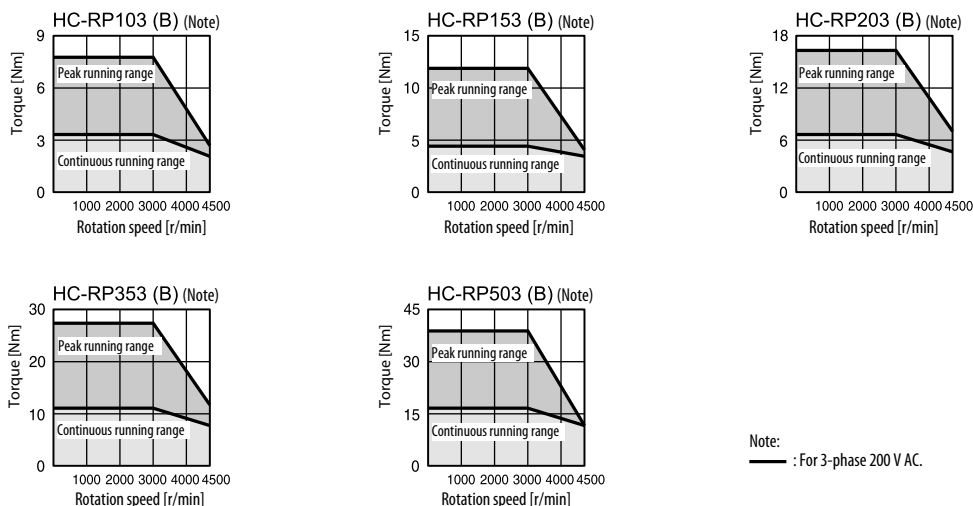 HC-RP103 (B) (Note)
Torque [Nm]
9
6
3
0
Peak running range
Continuous running range
1000 2000 3000 4000 4500
Rotation speed [r/min]
HC-RP153 (B) (Note)
Torque [Nm]
15
10
5
0
Peak running range
Continuous running range
1000 2000 3000 4000 4500
Rotation speed [r/min]
HC-RP203 (B) (Note)
Torque [Nm]
18
12
6
0
Peak running range
Continuous running range
1000 2000 3000 4000 4500
Rotation speed [r/min]
HC-RP353 (B) (Note)
Torque [Nm]
30
20
10
0
Peak running range
Continuous running range
1000 2000 3000 4000 4500
Rotation speed [r/min]
HC-RP503 (B) (Note)
Torque [Nm]
45
30
15
0
Peak running range
Continuous running range
1000 2000 3000 4000 4500
Rotation speed [r/min]
Note:
: For 3-phase 200 V AC.